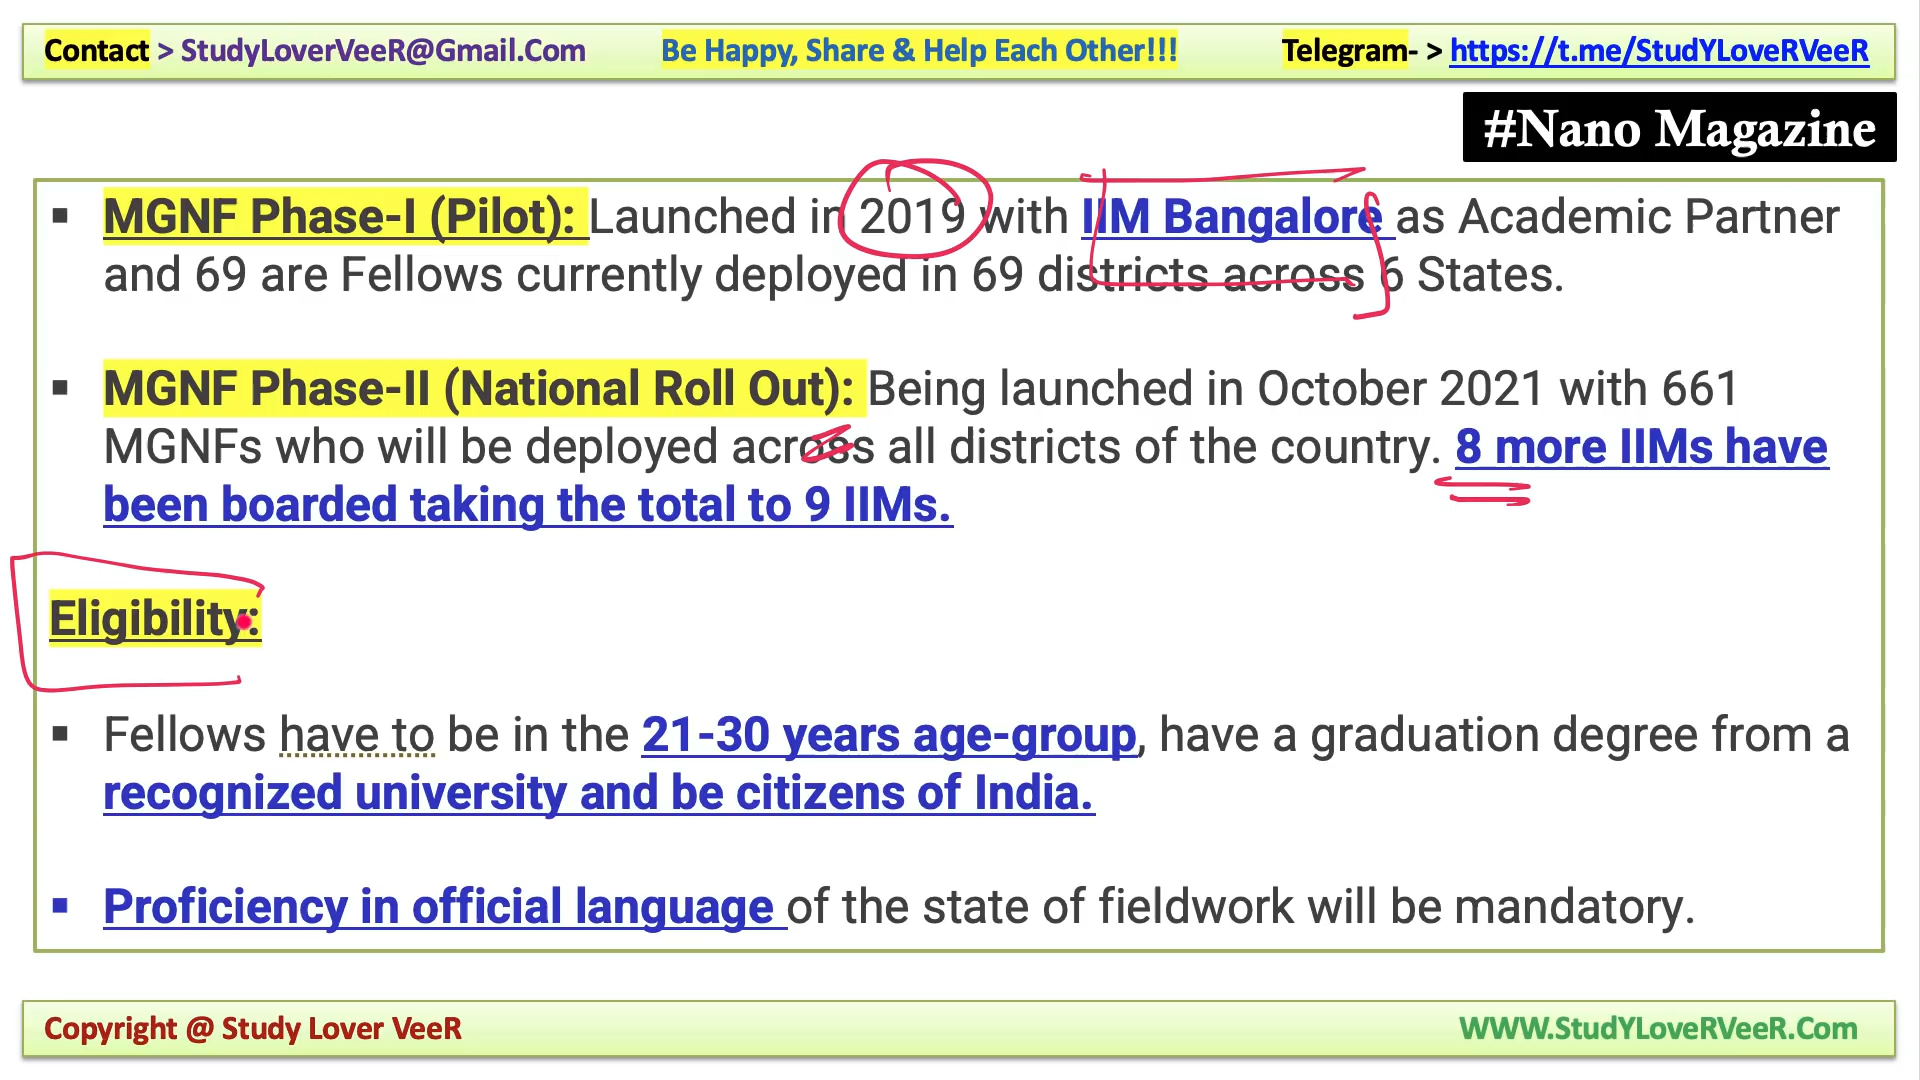 Contact > StudyLoverVeeR@Gmail.Com Be Happy, Share & Help Each Other!!! Telegram- > https://t.me/StudYLoveRVeeR
#Nano Magazine
▪ MGNF Phase-I (Pilot): Launched in 2019 with IIM Bangalore as Academic Partner
and 69 are Fellows currently deployed in 69 districts across 6 States.
▪ MGNF Phase-II (National Roll Out): Being launched in October 2021 with 661
MGNFs who will be deployed across all districts of the country. 8 more IIMs have
been boarded taking the total to 9 IIMs.
Eligibility:
▪ Fellows have to be in the 21-30 years age-group, have a graduation degree from a
recognized university and be citizens of India.
▪ Proficiency in official language of the state of fieldwork will be mandatory.
Copyright @ Study Lover VeeR WWW.StudYLoveRVeeR.Com